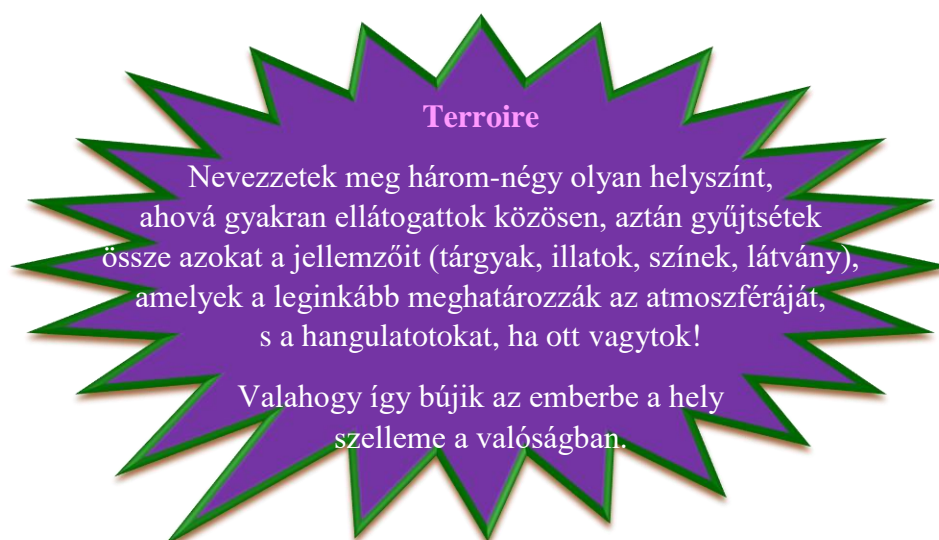 Terroire
Nevezzetek meg három-négy olyan helyszínt,
ahová gyakran ellátogattok közösen, aztán gyűjtsétek
össze azokat a jellemzőit (tárgyak, illatok, színek, látvány),
amelyek a leginkább meghatározzák az atmoszféráját,
s a hangulatotokat, ha ott vagytok!
Valahogy így bújik az emberbe a hely
szelleme a valóságban.